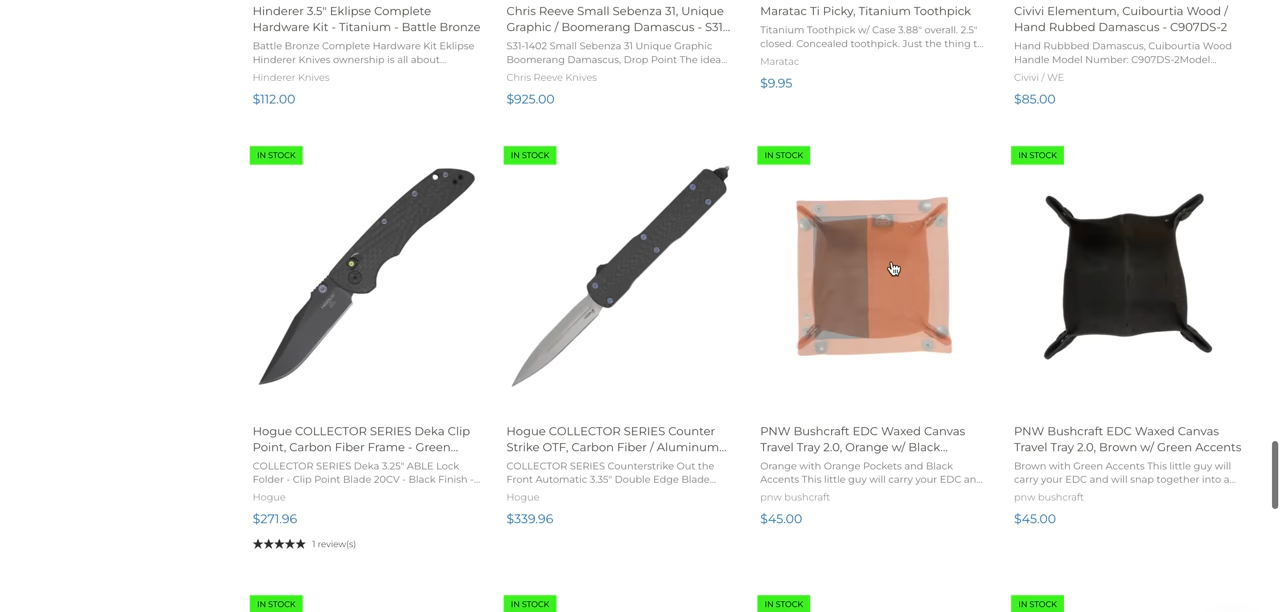 Hinderer 3.5" Eklipse Complete
Hardware Kit - Titanium - Battle Bronze
Battle Bronze Complete Hardware Kit Eklipse
Hinderer Knives ownership is all about...
Hinderer Knives
$112.00
Chris Reeve Small Sebenza 31, Unique
Graphic / Boomerang Damascus - S31...
S31-1402 Small Sebenza 31 Unique Graphic
Boomerang Damascus, Drop Point The idea...
Chris Reeve Knives
$925.00
Maratac Ti Picky, Titanium Toothpick
Titanium Toothpick w/ Case 3.88" overall. 2.5"
closed. Concealed toothpick. Just the thing t...
Maratac
$9.95
Civivi Elementum, Cuibourtia Wood /
Hand Rubbed Damascus - C907DS-2
Hand Rubbbed Damascus, Cuibourtia Wood
Handle Model Number: C907DS-2Model...
Civivi / WE
$85.00
IN STOCK
Hogue COLLECTOR SERIES Deka Clip
Point, Carbon Fiber Frame - Green...
COLLECTOR SERIES Deka 3.25" ABLE Lock
Folder - Clip Point Blade 20CV - Black Finish -...
Hogue
$271.96
★★★★★ 1 review(s)
IN STOCK
Hogue COLLECTOR SERIES Counter
Strike OTF, Carbon Fiber / Aluminum...
COLLECTOR SERIES Counterstrike Out the
Front Automatic 3.35" Double Edge Blade...
Hogue
$339.96
IN STOCK
PNW Bushcraft EDC Waxed Canvas
Travel Tray 2.0, Orange w/ Black...
Orange with Orange Pockets and Black
Accents This little guy will carry your EDC an...
pnw bushcraft
$45.00
IN STOCK
PNW Bushcraft EDC Waxed Canvas
Travel Tray 2.0, Brown w/ Green Accents
Brown with Green Accents This little guy will
carry your EDC and will snap together into a...
pnw bushcraft
$45.00
IN STOCK
IN STOCK
IN STOCK
IN STOCK